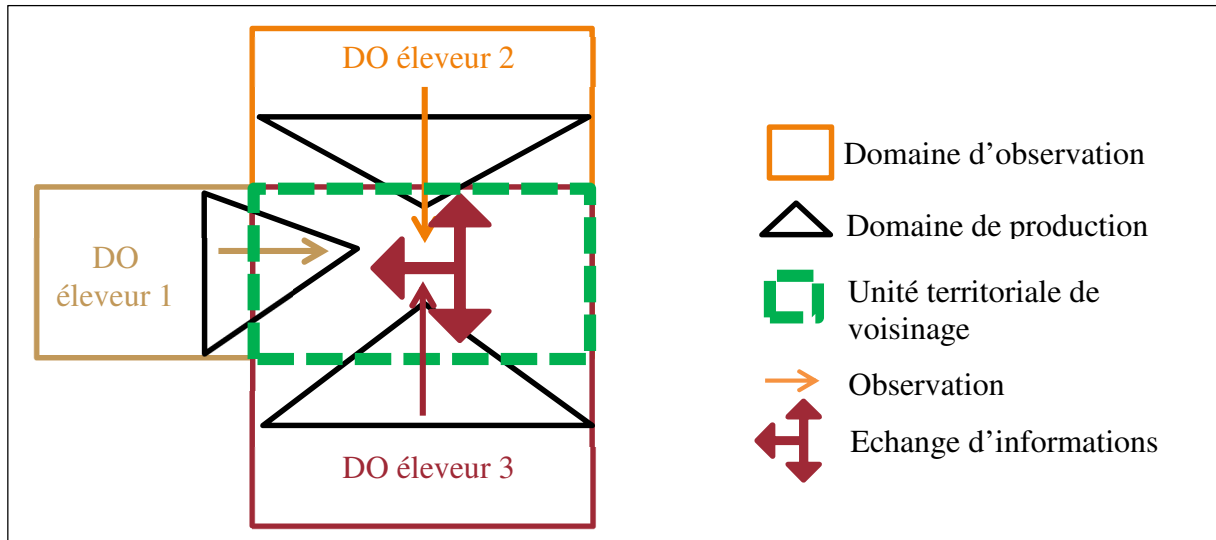 DO éleveur 2
DO
éleveur 1
DO éleveur 3
Domaine d'observation
Domaine de production
Unité territoriale de
voisinage
Observation
Echange d'informations